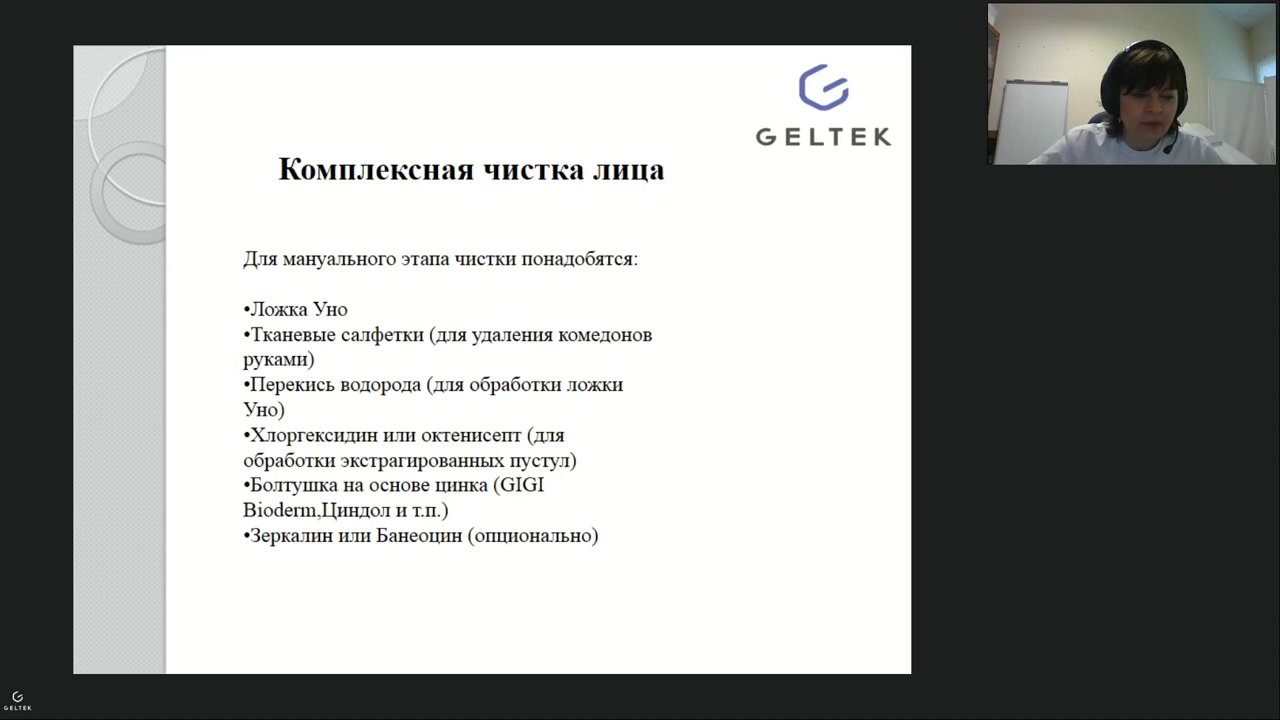 GELTEK
Комплексная чистка лица
Для мануального этапа чистки понадобятся:
•Ложка Уно
•Тканевые салфетки (для удаления комедонов
руками)
•Перекись водорода (для обработки ложки
Уно)
•Хлоргексидин или октенисепт (для
обработки экстрагированных пустул)
•Болтушка на основе цинка (GIGI
Bioderm,Циндол и т.п.)
•Зеркалин или Банеоцин (опционально)
GELTEK